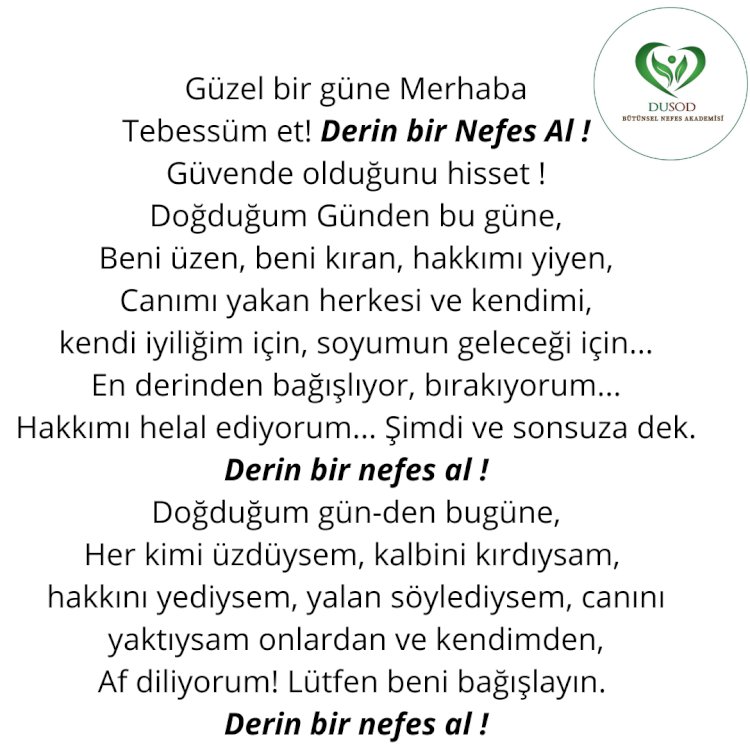 DUSOD
BÜTÜNSEL NEFES AKADEMİSİ
Güzel bir güne Merhaba
Tebessüm et! Derin bir Nefes Al !
Güvende olduğunu hisset !
Doğduğum Günden bu güne,
Beni üzen, beni kıran, hakkımı yiyen,
Canımı yakan herkesi ve kendimi,
kendi iyiliğim için, soyumun geleceği için...
En derinden bağışlıyor, bırakıyorum...
Hakkımı helal ediyorum... Şimdi ve sonsuza dek.
Derin bir nefes al !
Doğduğum gün-den bugüne,
Her kimi üzdüysem, kalbini kırdıysam,
hakkını yediysem, yalan söylediysem, canını
yaktıysam onlardan ve kendimden,
Af diliyorum! Lütfen beni bağışlayın.
Derin bir nefes al !